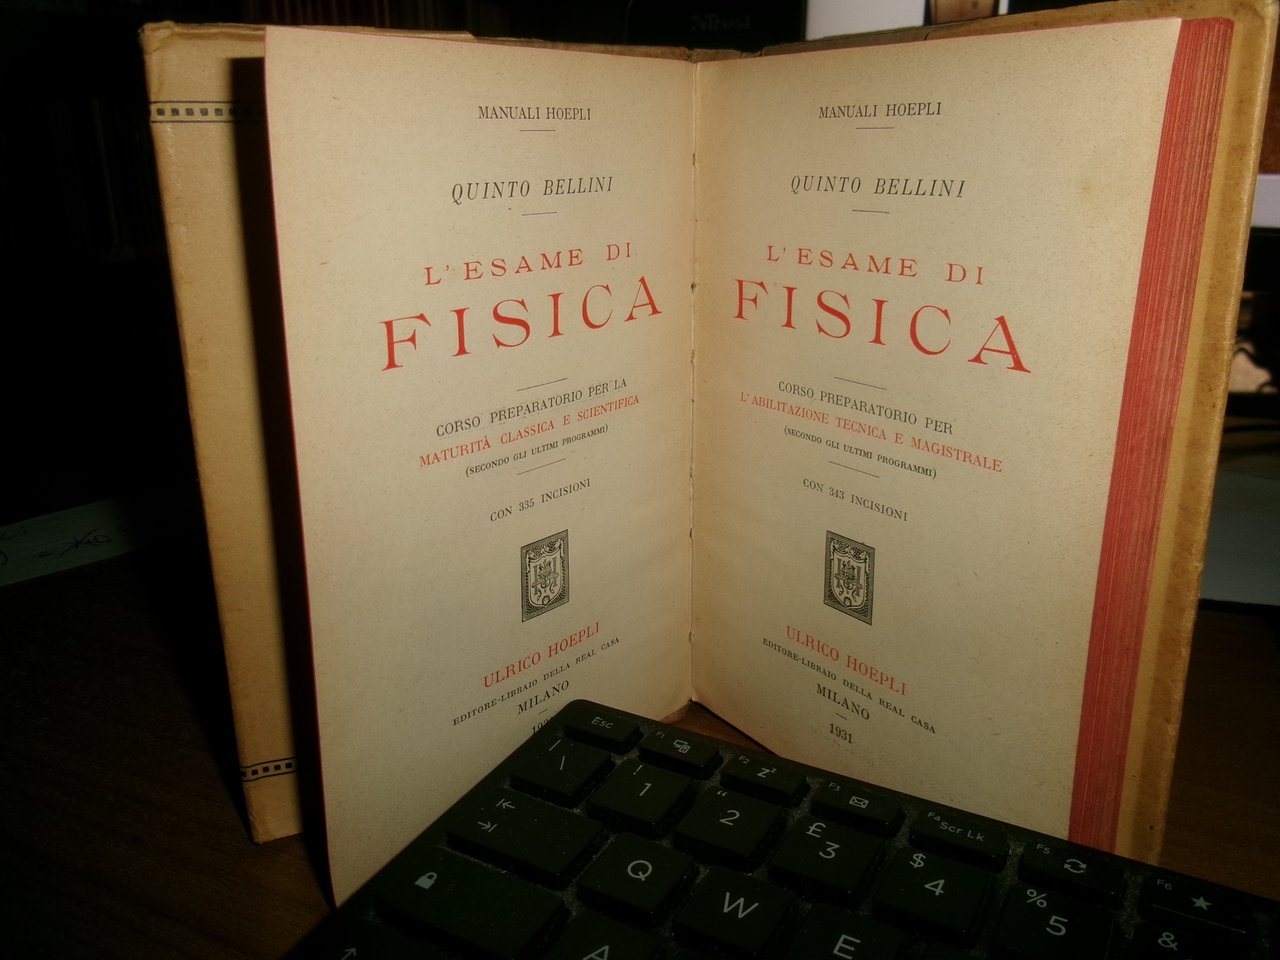 Trust
MANUALI HOEPLI
QUINTO BELLINI
L'ESAME DI
FISICA
CORSO PREPARATORIO PER LA
MATURITÀ CLASSICA E SCIENTIFICA
(SECONDO GLI ULTIMI PROGRAMMI)
CON 335 INCISIONI
ULRICO HOEPLI
EDITORE-LIBRAIO DELLA REAL CASA
MILANO
MANUALI HOEPLI
QUINTO BELLINI
L'ESAME DI
FISICA
CORSO PREPARATORIO PER
L'ABILITAZIONE TECNICA E MAGISTRALE
(SECONDO GLI ULTIMI PROGRAMMI)
CON 343 INCISIONI
ULRICO HOEPLI
EDITORE-LIBRAIO DELLA REAL CASA
MILANO
1931
Esc F1 F2 F3 F4 Scr Lk F5 F6
| \ ! 1 " 2 £ 3 $ 4 % 5 &
Q W E
A